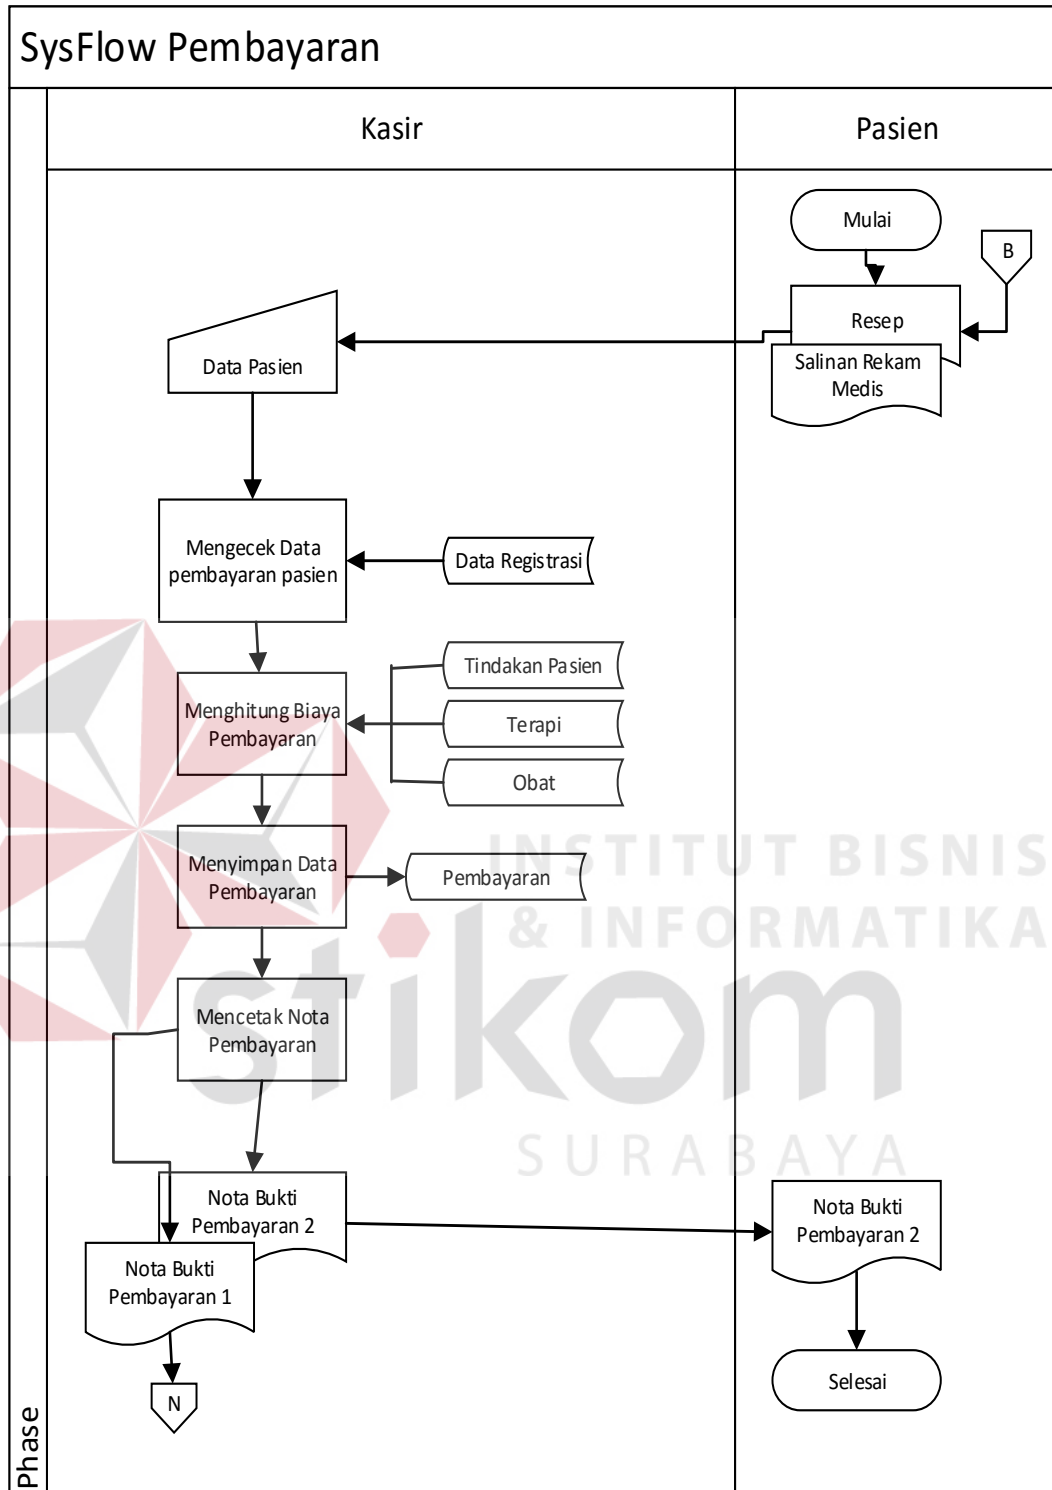 SysFlow Pembayaran
Kasir
Pasien
Mulai
B
Resep
Salinan Rekam
Medis
Data Pasien
Mengecek Data
pembayaran pasien
Data Registrasi
Menghitung Biaya
Pembayaran
Tindakan Pasien
Terapi
Obat
Menyimpan Data
Pembayaran
Pembayaran
INSTITUT BISNIS
& INFORMATIKA
stikom
SURABAYA
Mencetak Nota
Pembayaran
Nota Bukti
Pembayaran 2
Nota Bukti
Pembayaran 1
N
Nota Bukti
Pembayaran 2
Selesai
Phase